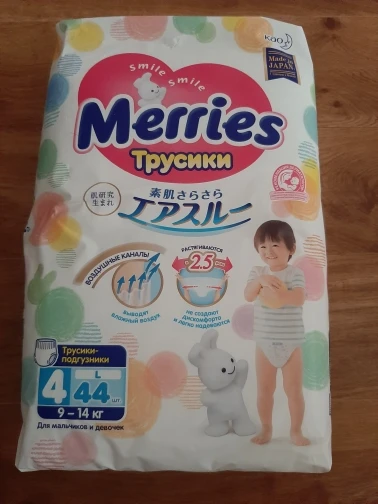 Kao
Made in
JAPAN
smile smile
Merries
Трусики
肌研究
生まれ
素肌さらさら
エアスルー
ВОЗДУШНЫЕ КАНАЛЫ
выводят
влажный воздух
РАСТЯГИВАЮТСЯ
2.5
не создают
дискомфорта
и легко надеваются
Трусики-
подгузники
4 L 44 шт.
9 – 14 кг
Для мальчиков и девочек